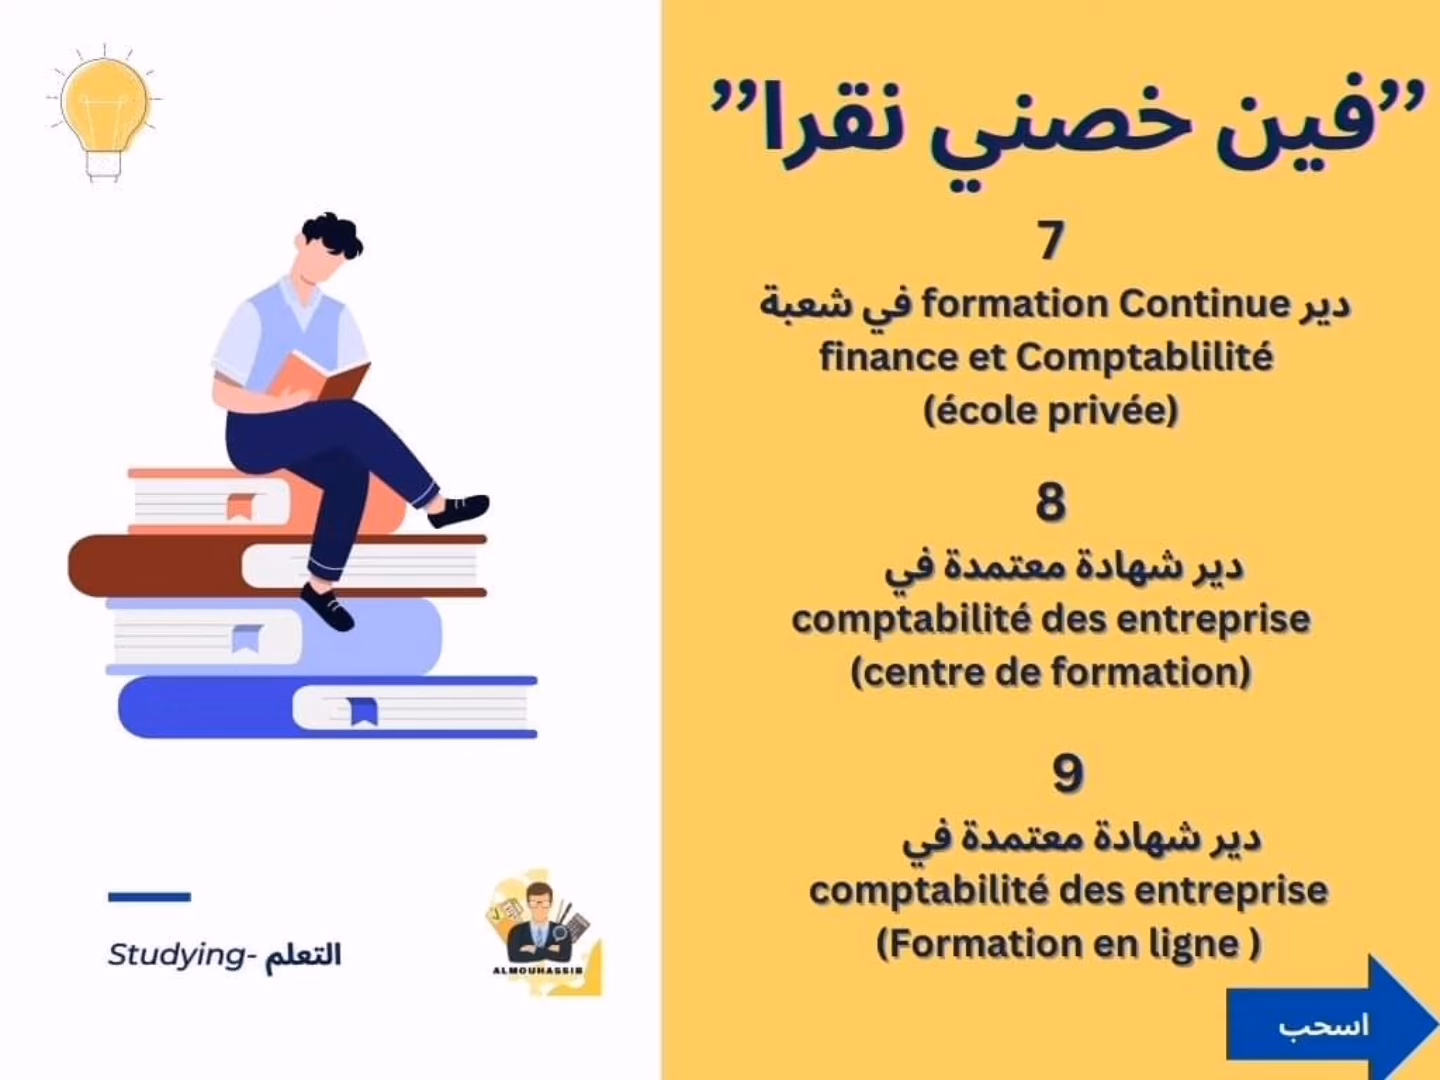 ”فين خصني نقرا”
7
دير formation Continue في شعبة
finance et Comptablilité
(école privée)
8
دير شهادة معتمدة في
comptabilité des entreprise
(centre de formation)
9
دير شهادة معتمدة في
comptabilité des entreprise
(Formation en ligne )
اسحب
Studying- التعلم
ALMOUHASSIB